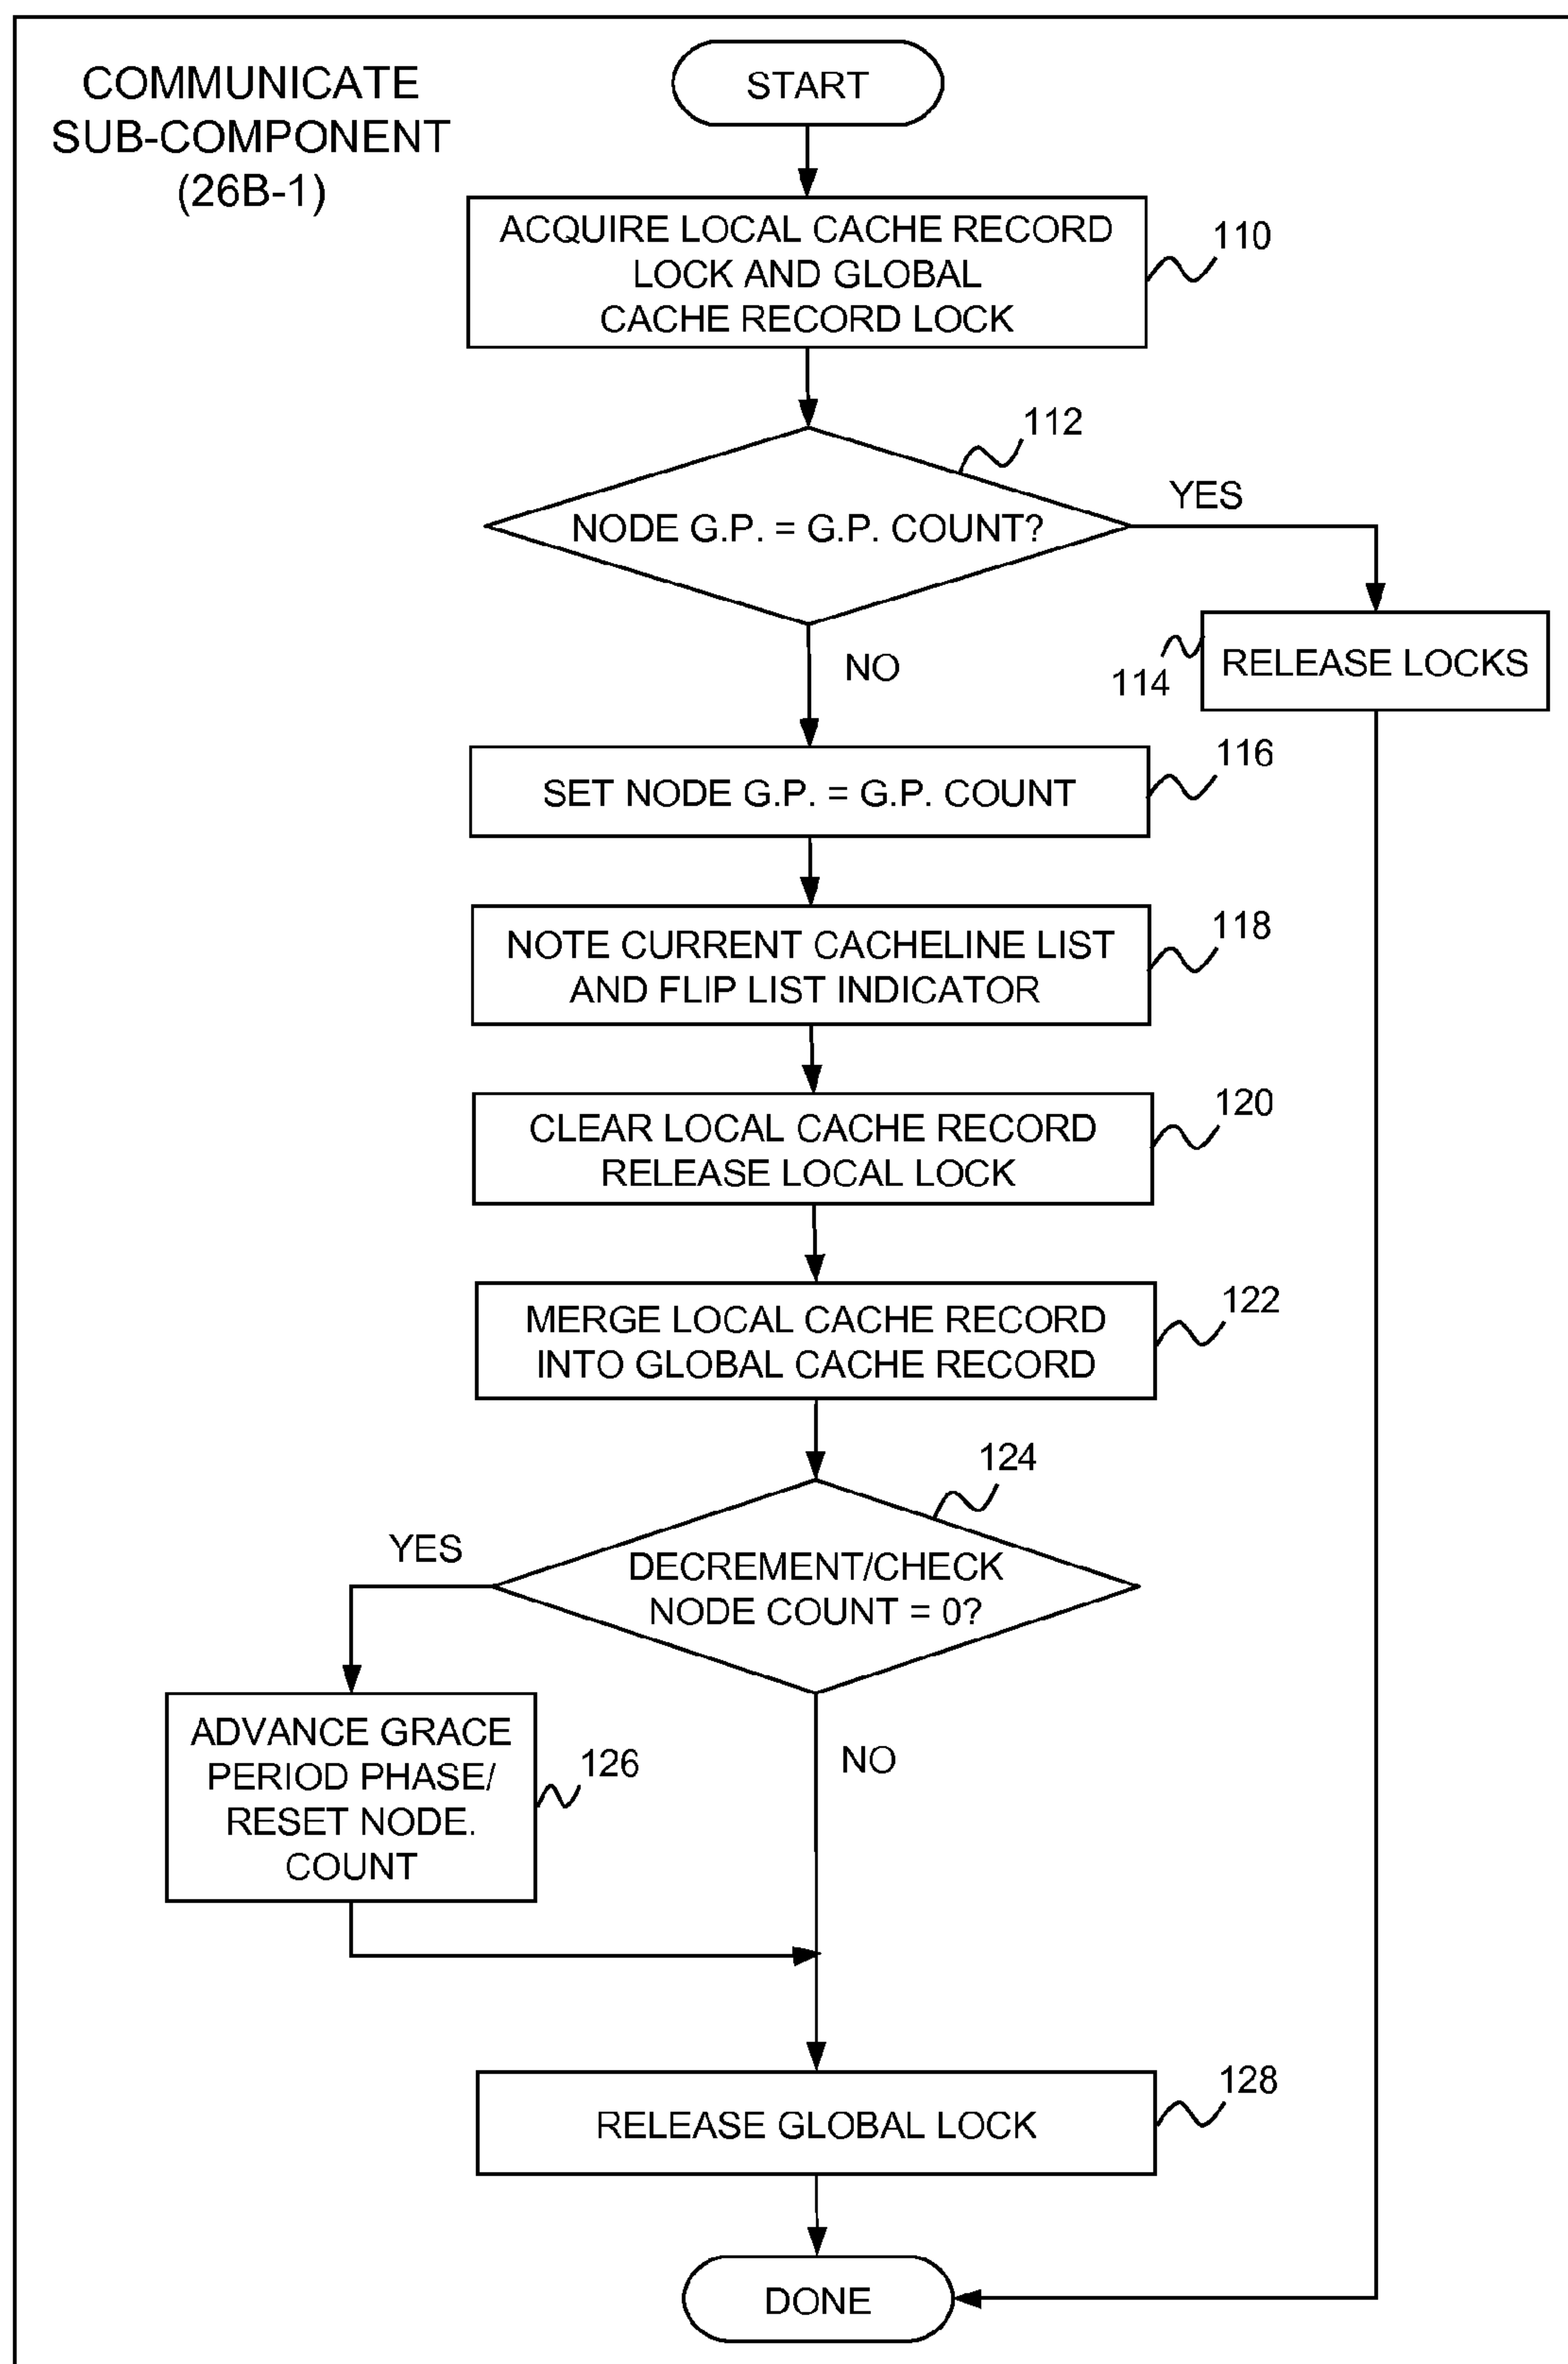 COMMUNICATE
SUB-COMPONENT
(26B-1)
START
ACQUIRE LOCAL CACHE RECORD
LOCK AND GLOBAL
CACHE RECORD LOCK
110
112
NODE G.P. = G.P. COUNT?
YES
NO
114
RELEASE LOCKS
SET NODE G.P. = G.P. COUNT
116
NOTE CURRENT CACHELINE LIST
AND FLIP LIST INDICATOR
118
CLEAR LOCAL CACHE RECORD
RELEASE LOCAL LOCK
120
MERGE LOCAL CACHE RECORD
INTO GLOBAL CACHE RECORD
122
124
DECREMENT/CHECK
NODE COUNT = 0?
YES
NO
ADVANCE GRACE
PERIOD PHASE/
RESET NODE.
COUNT
126
RELEASE GLOBAL LOCK
128
DONE